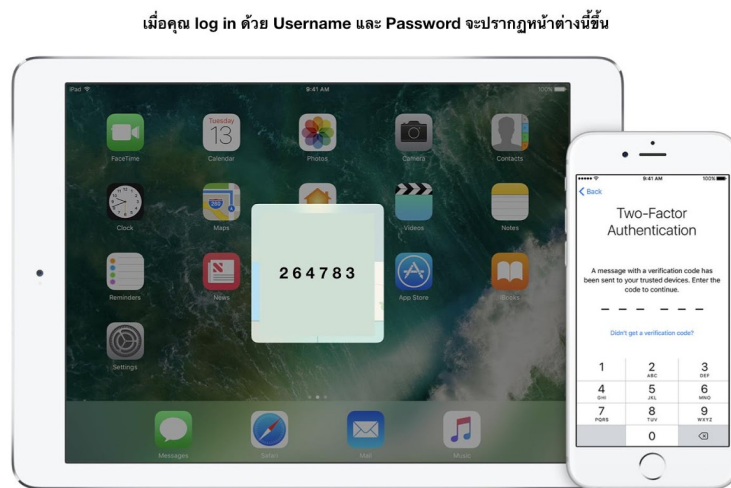 เมื่อคุณ log in ด้วย Username และ Password จะปรากฏหน้าต่างนี้ขึ้น
iPad 9:41 AM 100%
Tuesday
13
FaceTime Calendar Photos Camera Contacts
Clock Maps Videos Notes
280
264783
Reminders News App Store Books
Settings
Messages Safari Mail Music
9:41 AM 100%
Back
Two-Factor
Authentication
A message with a verification code has
been sent to your trusted devices. Enter the
code to continue.
Didn't get a verification code?
1 2 3
ABC DEF
4 5 6
GHI JKL MNO
7 8 9
PQRS TUV WXYZ
0